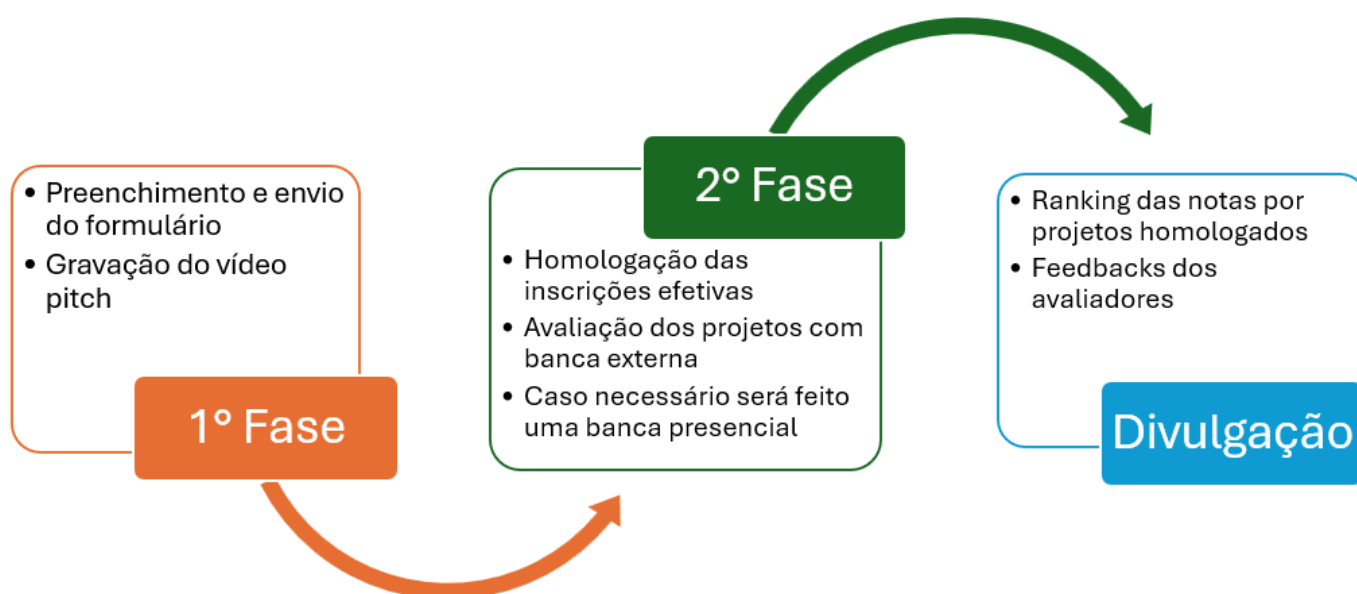 • Preenchimento e envio
do formulário
• Gravação do vídeo
pitch
1° Fase
2° Fase
• Homologação das
inscrições efetivas
• Avaliação dos projetos com
banca externa
• Caso necessário será feito
uma banca presencial
• Ranking das notas por
projetos homologados
• Feedbacks dos
avaliadores
Divulgação